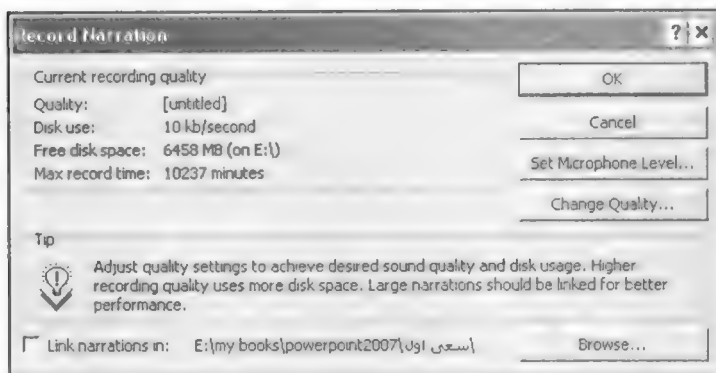 Record Narration
Current recording quality
Quality: [untitled]
Disk use: 10 kb/second
Free disk space: 6458 MB (on E:\)
Max record time: 10237 minutes
OK
Cancel
Set Microphone Level...
Change Quality...
Tip
Adjust quality settings to achieve desired sound quality and disk usage. Higher
recording quality uses more disk space. Large narrations should be linked for better
performance.
Link narrations in: E:\my books\powerpoint2007\سعی اول\
Browse...